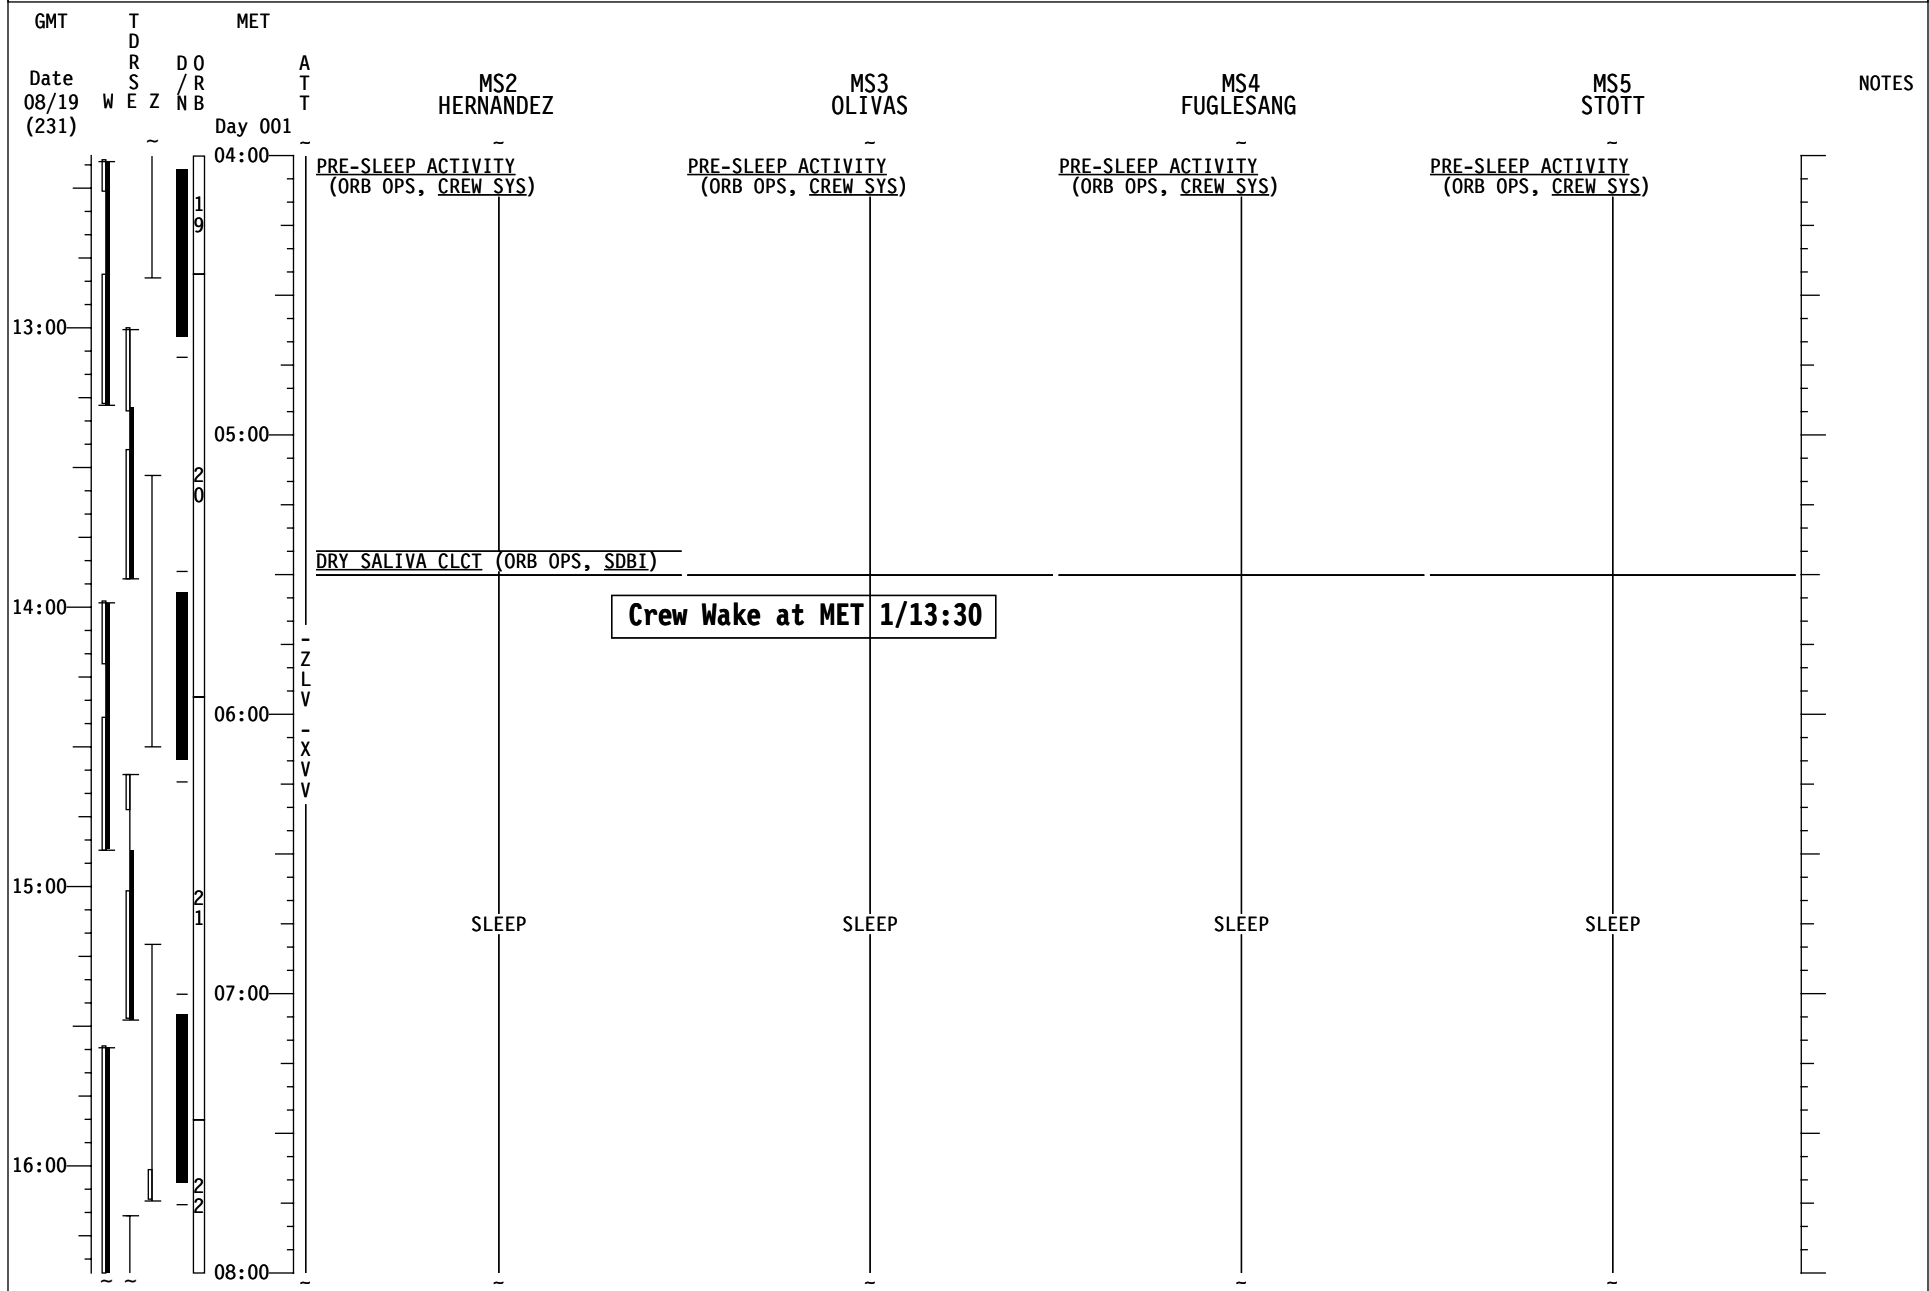 GMT
TDRS
MET
Date
08/19
(231)
W E Z
D/N
ORB
Day 001
ATT
MS2
HERNANDEZ
MS3
OLIVAS
MS4
FUGLESANG
MS5
STOTT
NOTES
~ ~ ~ ~ ~ ~
04:00
PRE-SLEEP ACTIVITY
(ORB OPS, CREW SYS)
PRE-SLEEP ACTIVITY
(ORB OPS, CREW SYS)
PRE-SLEEP ACTIVITY
(ORB OPS, CREW SYS)
PRE-SLEEP ACTIVITY
(ORB OPS, CREW SYS)
19
13:00
05:00
20
DRY SALIVA CLCT (ORB OPS, SDBI)
14:00
Crew Wake at MET 1/13:30
-ZLV
-XVV
06:00
15:00
21
SLEEP SLEEP SLEEP SLEEP
07:00
16:00
22
08:00
~ ~ ~ ~ ~ ~ ~